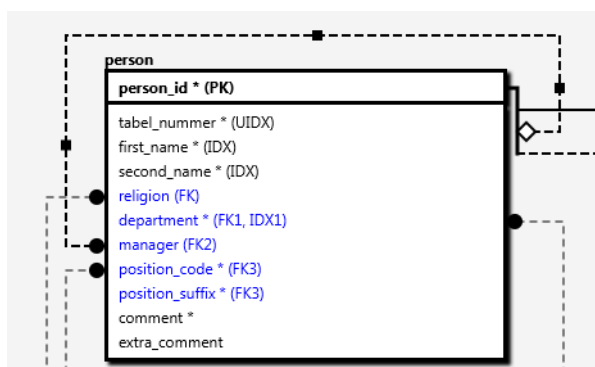 person
person_id * (PK)
tabel_nummer * (UIDX)
first_name * (IDX)
second_name * (IDX)
religion (FK)
department * (FK1, IDX1)
manager (FK2)
position_code * (FK3)
position_suffix * (FK3)
comment *
extra_comment